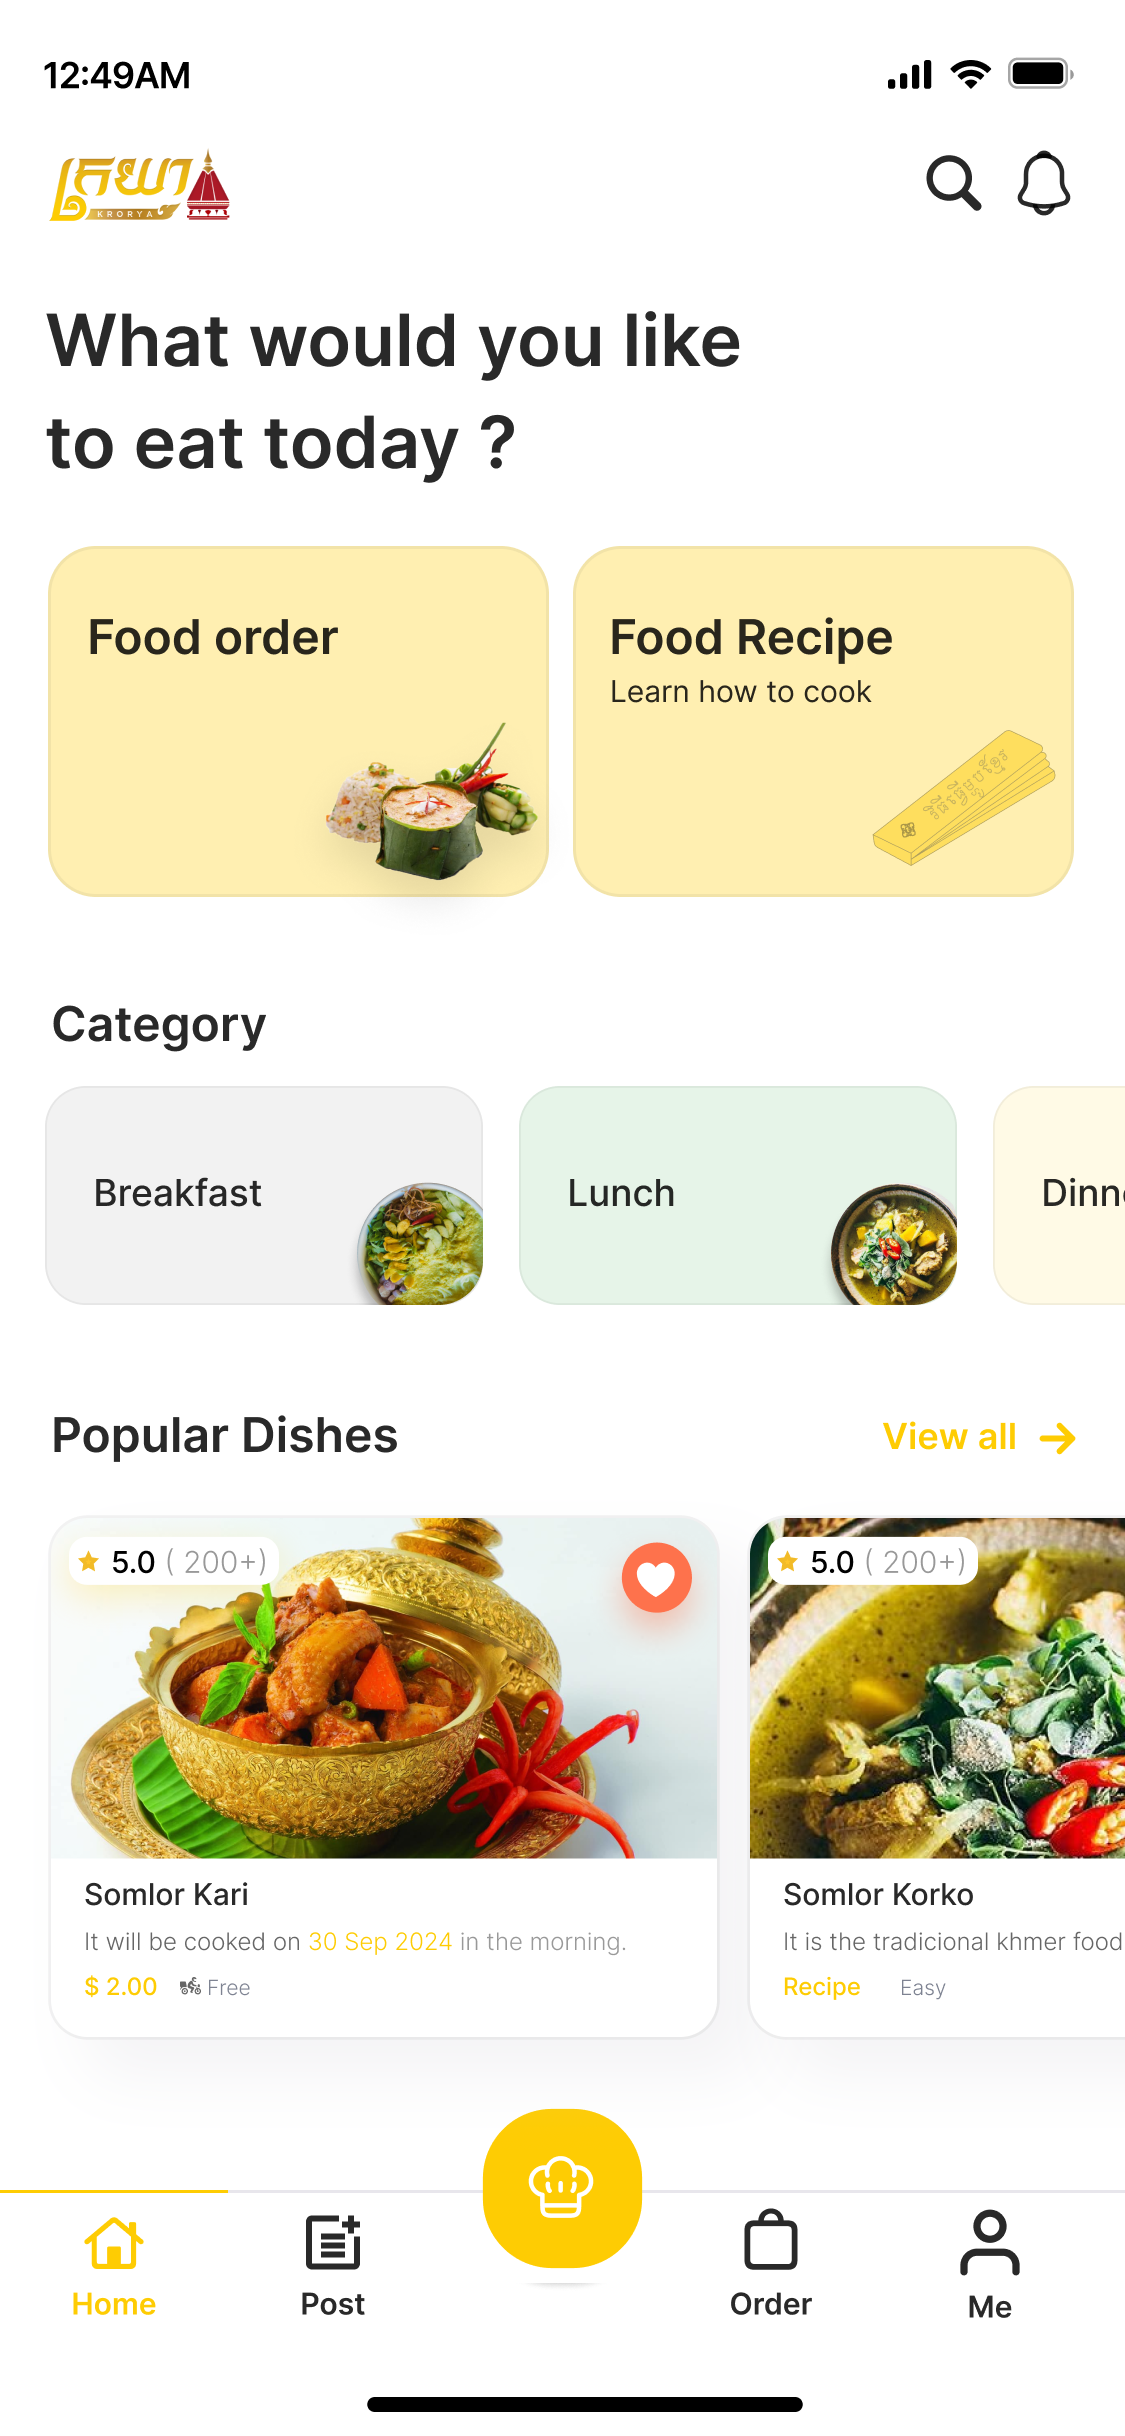 12:49AM
ក្រយា
KRORYA
What would you like
to eat today ?
Food order
Food Recipe
Learn how to cook
Category
Breakfast
Lunch
Popular Dishes
View all
5.0 ( 200+)
5.0 ( 200+)
Somlor Kari
It will be cooked on 30 Sep 2024 in the morning.
$ 2.00
Free
Somlor Korko
It is the tradicional khmer food
Recipe
Easy
Home
Post
Order
Me